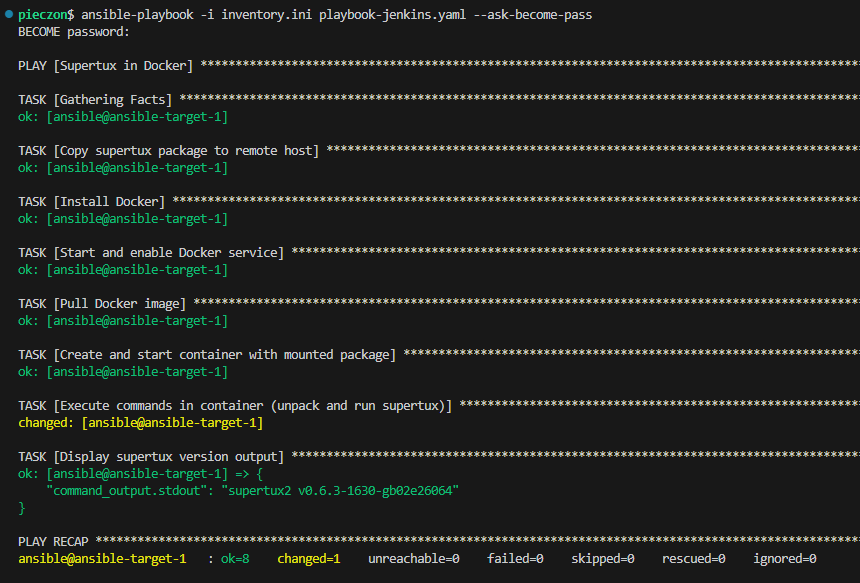 pieczon$ ansible-playbook -i inventory.ini playbook-jenkins.yaml --ask-become-pass
BECOME password:
PLAY [Supertux in Docker] **********************************************************************************************
TASK [Gathering Facts] *************************************************************************************************
ok: [ansible@ansible-target-1]
TASK [Copy supertux package to remote host] ****************************************************************************
ok: [ansible@ansible-target-1]
TASK [Install Docker] **************************************************************************************************
ok: [ansible@ansible-target-1]
TASK [Start and enable Docker service] *********************************************************************************
ok: [ansible@ansible-target-1]
TASK [Pull Docker image] ***********************************************************************************************
ok: [ansible@ansible-target-1]
TASK [Create and start container with mounted package] *****************************************************************
ok: [ansible@ansible-target-1]
TASK [Execute commands in container (unpack and run supertux)] *********************************************************
changed: [ansible@ansible-target-1]
TASK [Display supertux version output] *********************************************************************************
ok: [ansible@ansible-target-1] => {
"command_output.stdout": "supertux2 v0.6.3-1630-gb02e26064"
}
PLAY RECAP *************************************************************************************************************
ansible@ansible-target-1 : ok=8 changed=1 unreachable=0 failed=0 skipped=0 rescued=0 ignored=0